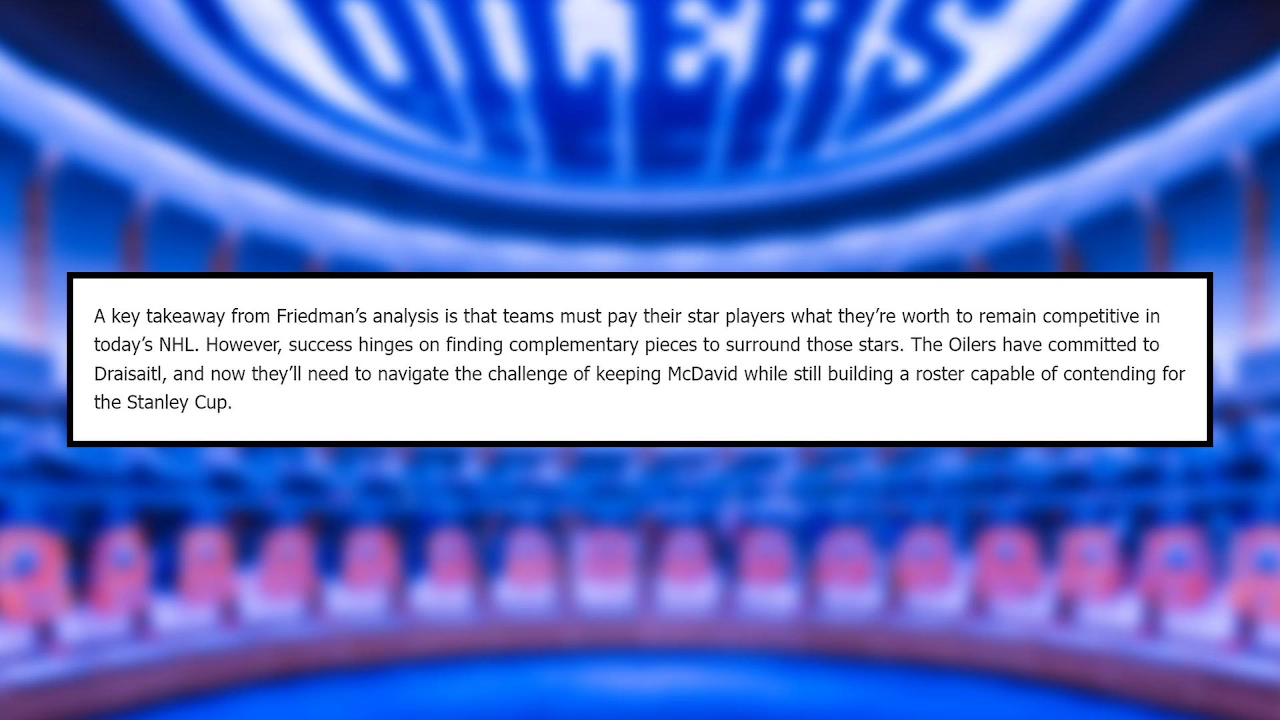 OILERS
A key takeaway from Friedman’s analysis is that teams must pay their star players what they’re worth to remain competitive in
today’s NHL. However, success hinges on finding complementary pieces to surround those stars. The Oilers have committed to
Draisaitl, and now they’ll need to navigate the challenge of keeping McDavid while still building a roster capable of contending for
the Stanley Cup.